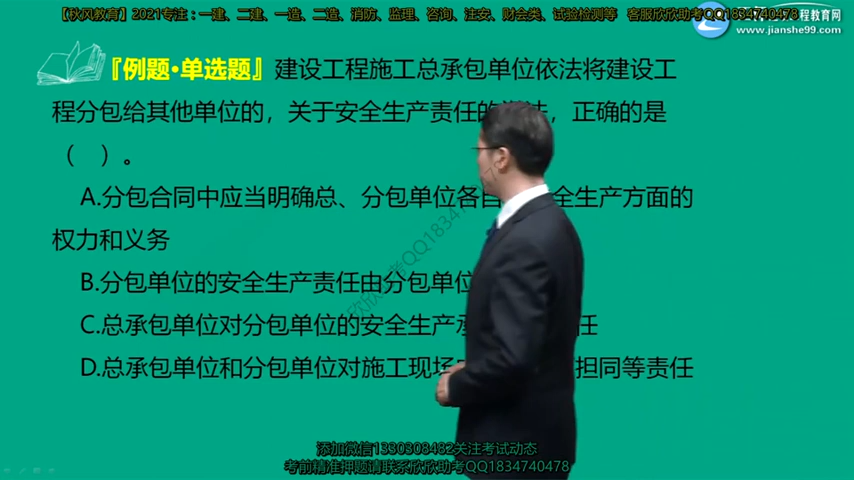 【秋风教育】2021专注：一建、二建、一造、二造、消防、监理、咨询、注安、财会类、试验检测等 客服欣欣助考QQ1834740478
程教育网
www.jianshe99.com
『例题•单选题』建设工程施工总承包单位依法将建设工
程分包给其他单位的，关于安全生产责任的 ，正确的是
（ ）。
A.分包合同中应当明确总、分包单位各自 全生产方面的
权力和义务
B.分包单位的安全生产责任由分包单位
C.总承包单位对分包单位的安全生产 任
D.总承包单位和分包单位对施工现场 担同等责任
欣欣助考QQ1834
添加微信1330308482关注考试动态
考前精准押题请联系欣欣助考QQ1834740478